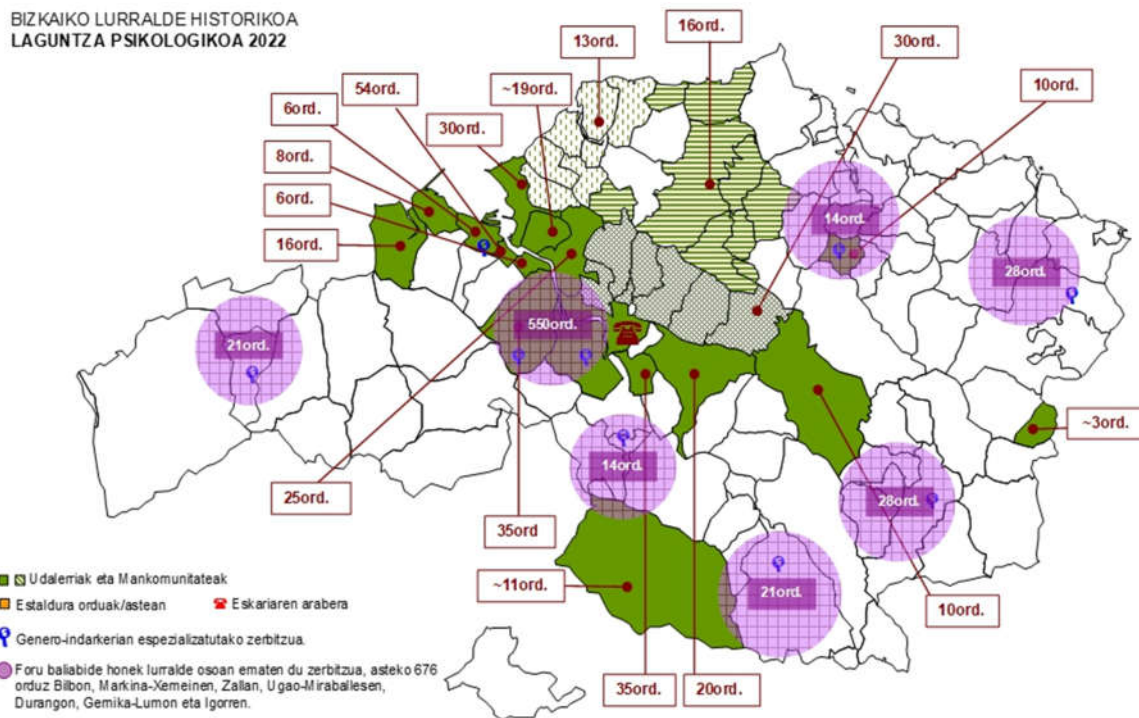 BIZKAIKO LURRALDE HISTORIKOA
LAGUNTZA PSIKOLOGIKOA 2022
13ord.
16ord.
30ord.
~19ord.
10ord.
54ord.
6ord.
30ord.
8ord.
6ord.
16ord.
14ord.
28ord.
550ord.
21ord.
~3ord.
14ord.
25ord.
28ord.
35ord
~11ord.
21ord.
10ord.
35ord.
20ord.
Udalerriak eta Mankomunitateak
Estaldura orduak/astean
Eskariaren arabera
Genero-indarkerian espezializatutako zerbitzua.
Foru baliabide honek lurralde osoan ematen du zerbitzua, asteko 676
orduz Bilbon, Markina-Xemeinen, Zallan, Ugao-Miraballesen,
Durangon, Gernika-Lumon eta Igorren.